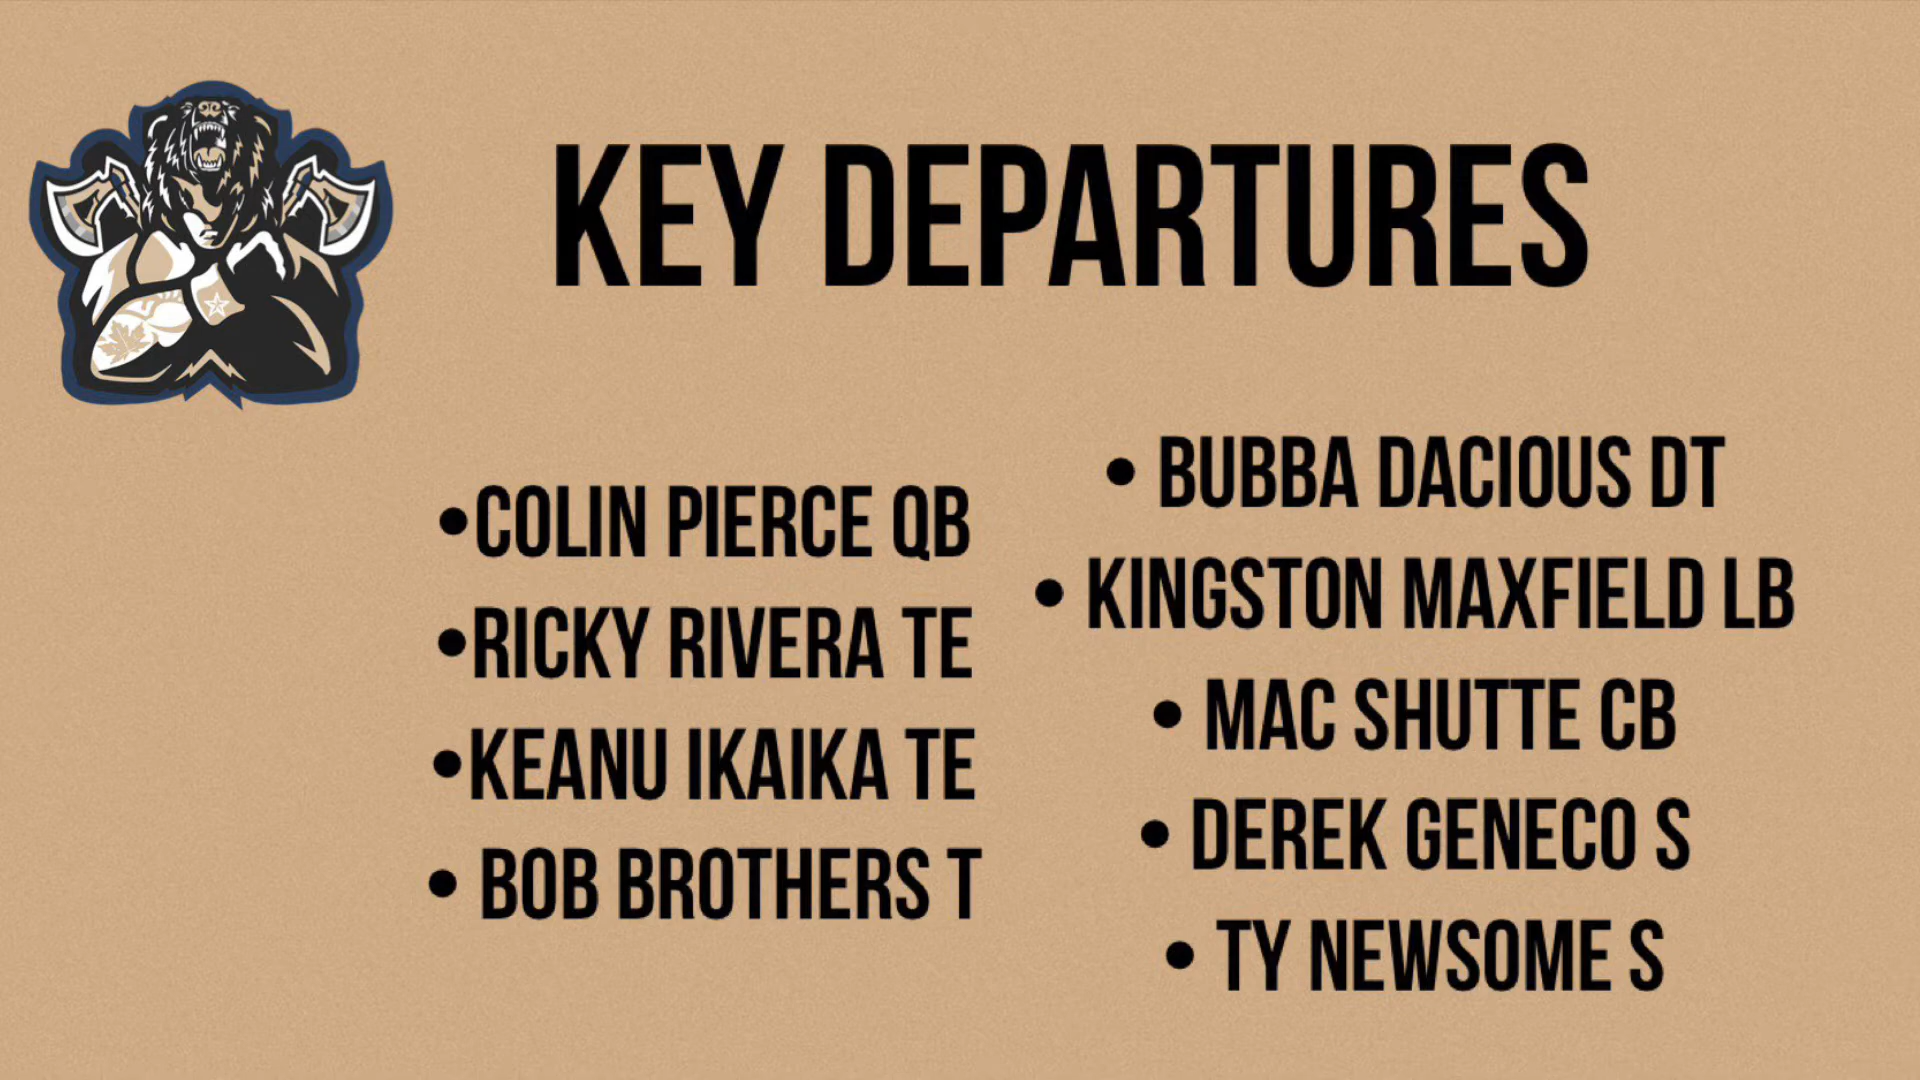 KEY DEPARTURES
•COLIN PIERCE QB
•RICKY RIVERA TE
•KEANU IKAIKA TE
• BOB BROTHERS T
• BUBBA DACIOUS DT
• KINGSTON MAXFIELD LB
• MAC SHUTTE CB
• DEREK GENECO S
• TY NEWSOME S